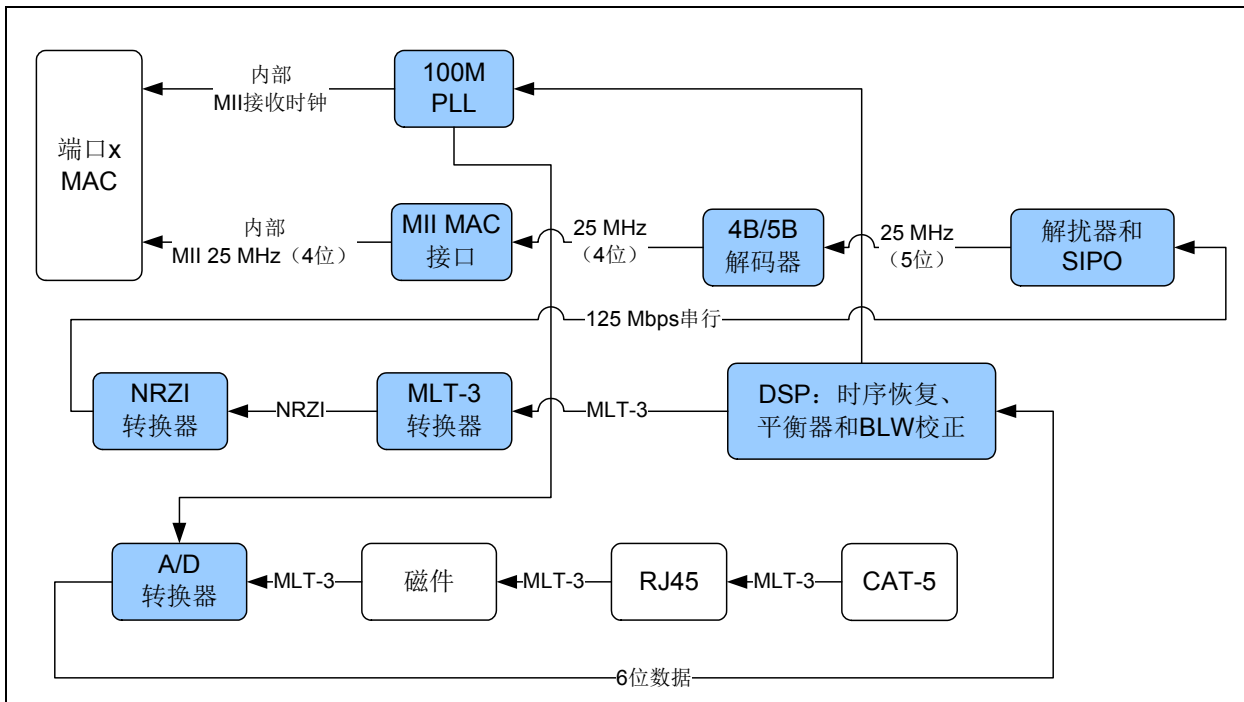 内部
MII接收时钟
100M
PLL
端口x
MAC
内部
MII 25 MHz（4位）
MII MAC
接口
25 MHz
（4位）
4B/5B
解码器
25 MHz
（5位）
解扰器和
SIPO
125 Mbps串行
NRZI
转换器
NRZI
MLT-3
转换器
MLT-3
DSP：时序恢复、
平衡器和BLW校正
A/D
转换器
MLT-3
磁件
MLT-3
RJ45
MLT-3
CAT-5
6位数据